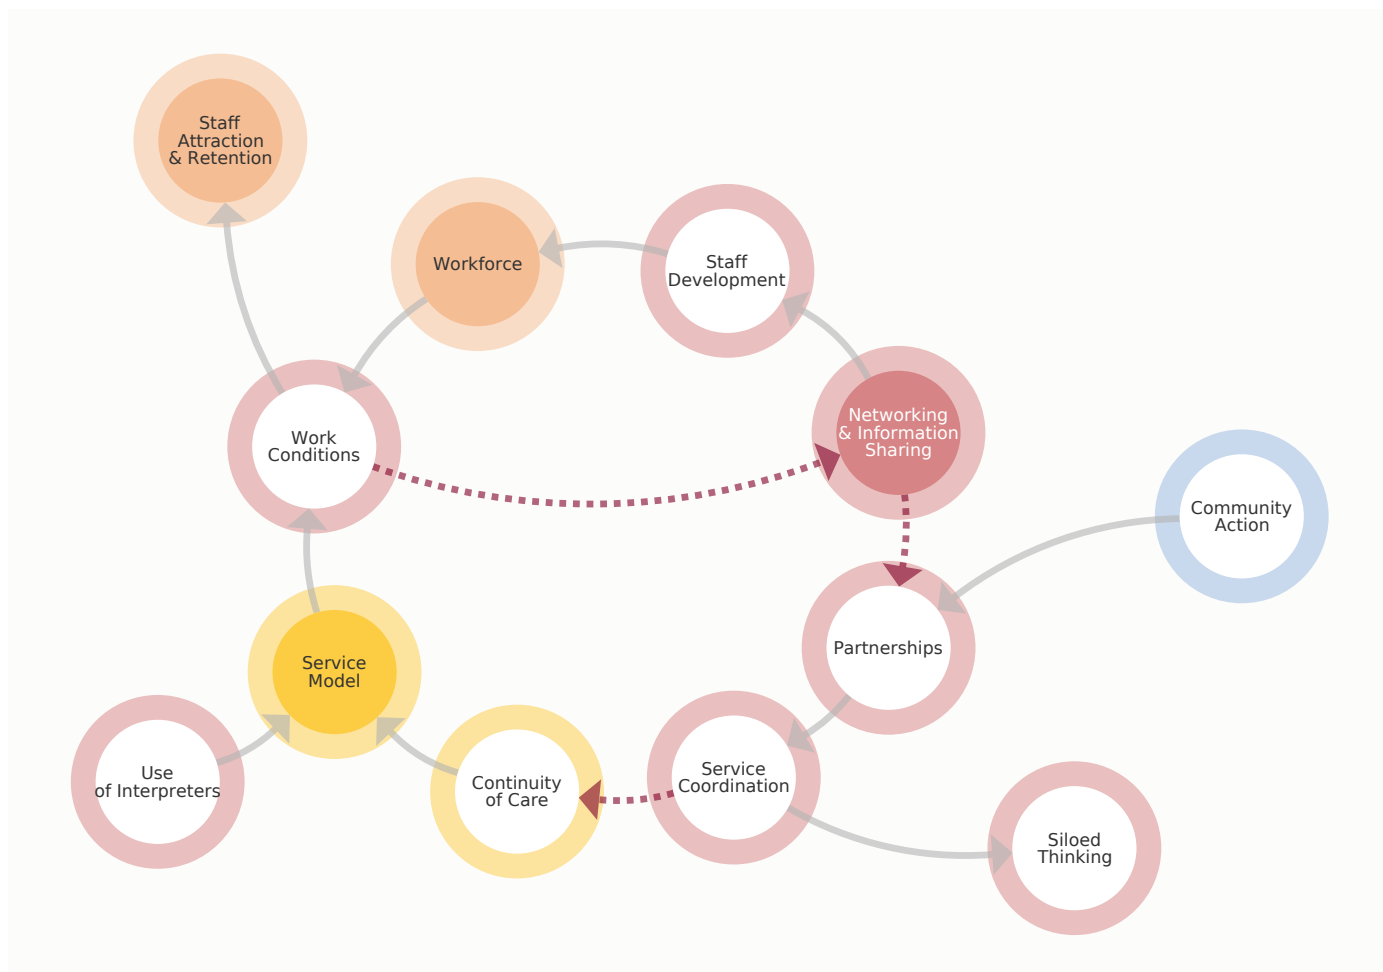 Staff
Attraction
& Retention
Workforce
Staff
Development
Networking
& Information
Sharing
Work
Conditions
Community
Action
Partnerships
Service
Model
Use
of Interpreters
Continuity
of Care
Service
Coordination
Siloed
Thinking